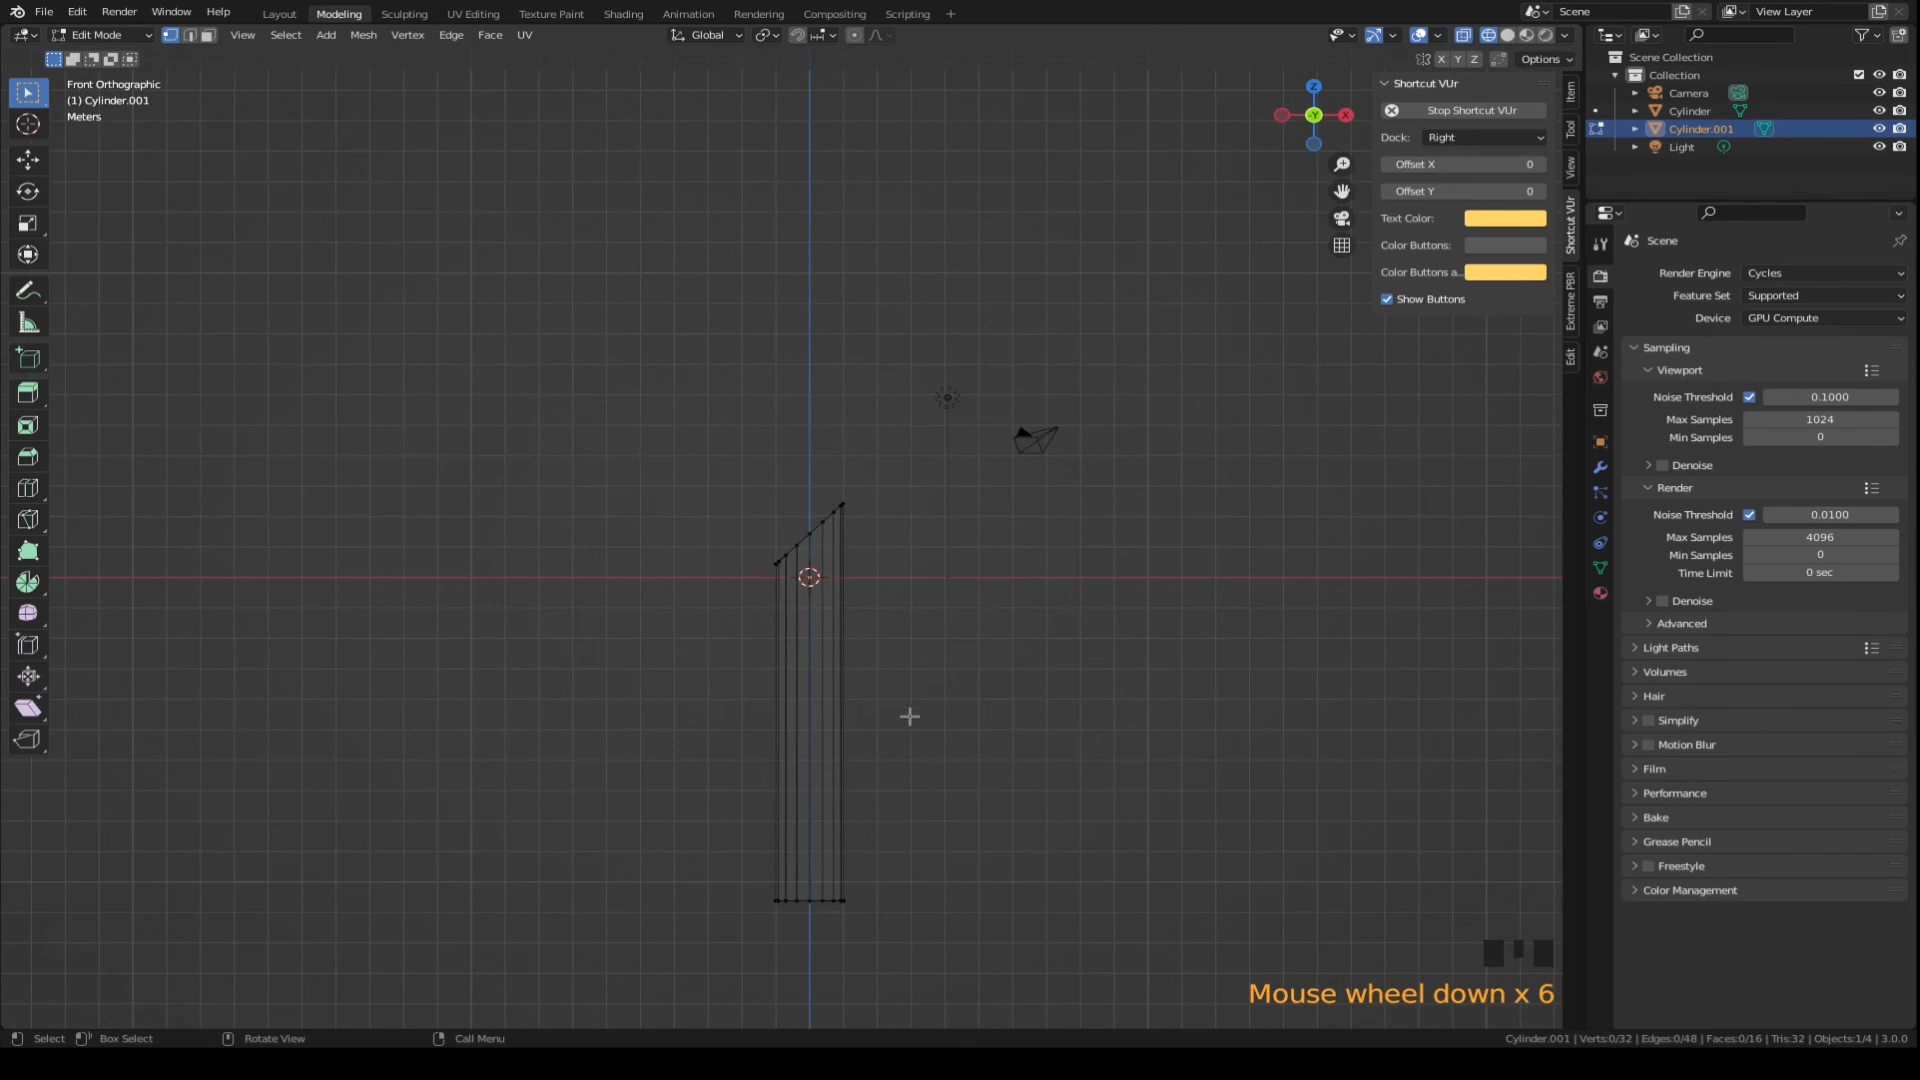 File Edit Render Window Help Layout Modeling Sculpting UV Editing Texture Paint Shading Animation Rendering Compositing Scripting + Scene View Layer
Edit Mode View Select Add Mesh Vertex Edge Face UV Global
X Y Z Options
Front Orthographic
(1) Cylinder.001
Meters
Z
-Y
X
Shortcut VUr
Stop Shortcut VUr
Dock: Right
Offset X 0
Offset Y 0
Text Color:
Color Buttons:
Color Buttons a...
Show Buttons
Item
Tool
View
Shortcut VUr
Extreme PBR
Edit
Scene Collection
Collection
Camera
Cylinder
Cylinder.001
Light
Scene
Render Engine Cycles
Feature Set Supported
Device GPU Compute
Sampling
Viewport
Noise Threshold 0.1000
Max Samples 1024
Min Samples 0
Denoise
Render
Noise Threshold 0.0100
Max Samples 4096
Min Samples 0
Time Limit 0 sec
Denoise
Advanced
Light Paths
Volumes
Hair
Simplify
Motion Blur
Film
Performance
Bake
Grease Pencil
Freestyle
Color Management
Mouse wheel down x 6
Select Box Select Rotate View Call Menu Cylinder.001 | Verts:0/32 | Edges:0/48 | Faces:0/16 | Tris:32 | Objects:1/4 | 3.0.0